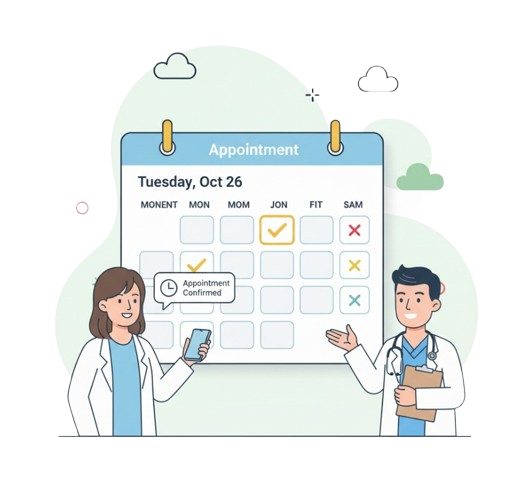 Appointment
Tuesday, Oct 26
MONENT MON MOM JON FIT SAM
Appointment
Confirmed